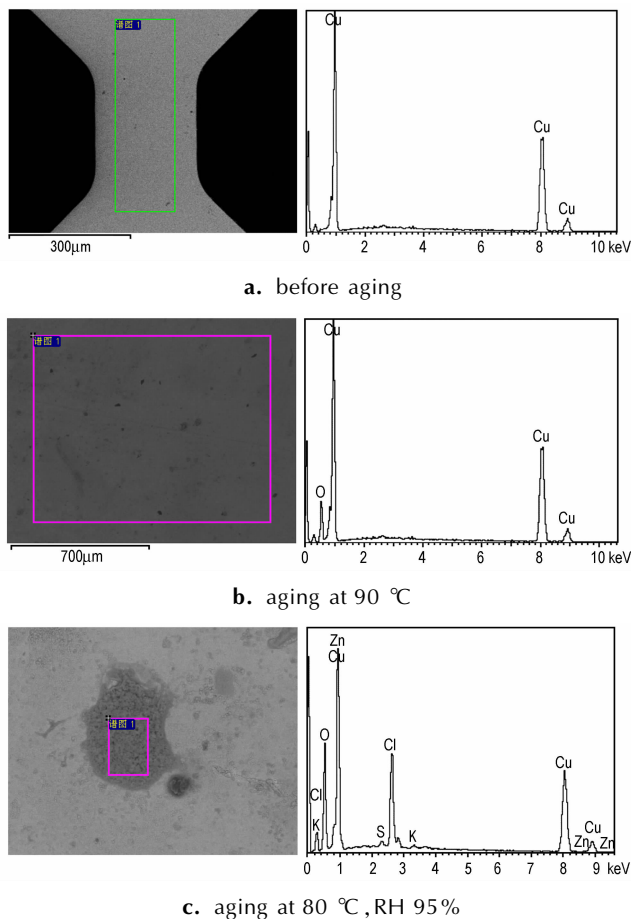 谱图 1
Cu
Cu
Cu
0 2 4 6 8 10 keV
300μm
a. before aging
谱图 1
Cu
O
Cu
Cu
0 2 4 6 8 10 keV
700μm
b. aging at 90 ℃
谱图 1
Zn
Cu
O
Cl
Cu
Cl
K
S
K
Zn
Cu
Zn
0 1 2 3 4 5 6 7 8 9 keV
c. aging at 80 ℃,RH 95%